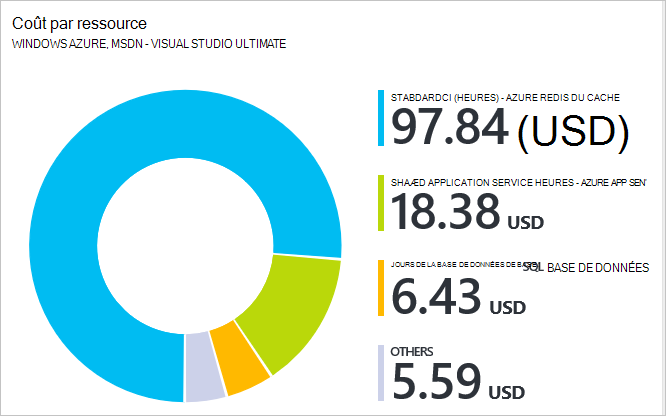 Coût par ressource
WINDOWS AZURE, MSDN - VISUAL STUDIO ULTIMATE
STABDARDCI (HEURES) - AZURE REDIS DU CACHE
97.84 (USD)
SHAÆD APPLICATION SERVICE HEURES - AZURE APP SEN'
18.38 USD
JOURS DE LA BASE DE DONNÉES DE SQL BASE DE DONNÉES
6.43 USD
OTHERS
5.59 USD